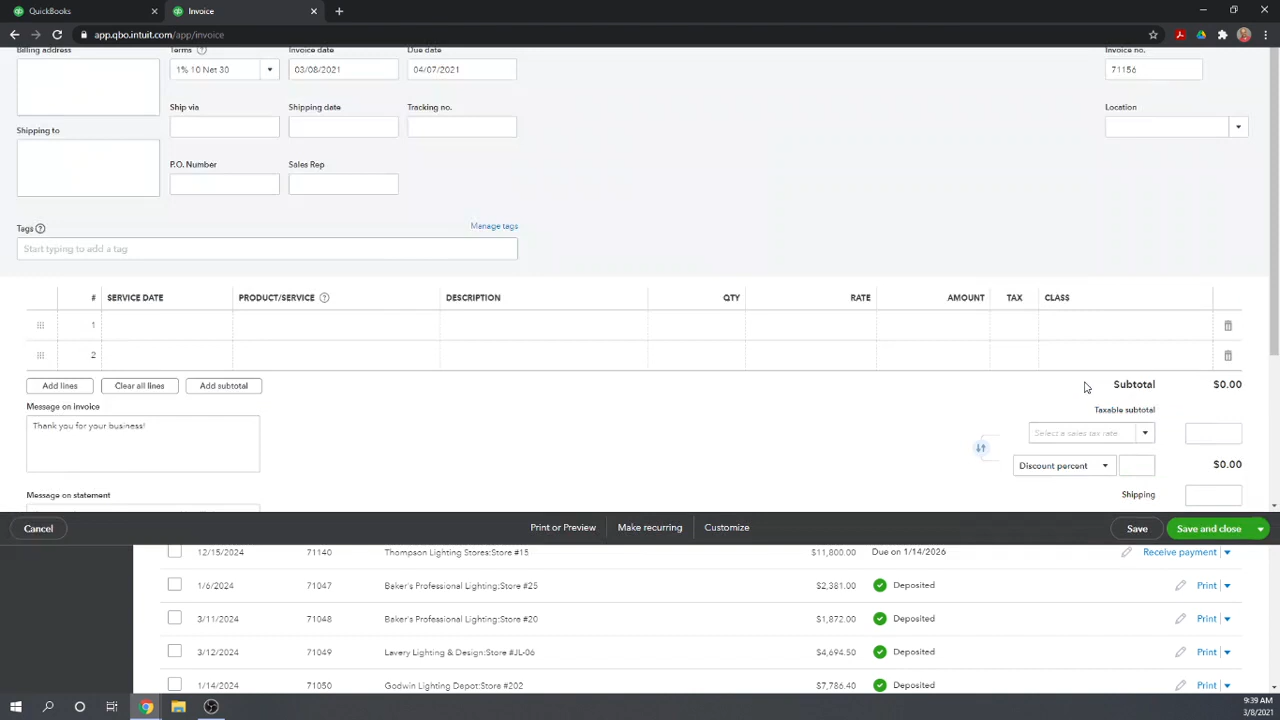 QuickBooks
Invoice
app.qbo.intuit.com/app/invoice
Billing address
Terms
Invoice date
Due date
Invoice no.
1% 10 Net 30
03/08/2021
04/07/2021
71156
Ship via
Shipping date
Tracking no.
Location
Shipping to
P.O. Number
Sales Rep
Tags
Manage tags
Start typing to add a tag
# SERVICE DATE PRODUCT/SERVICE DESCRIPTION QTY RATE AMOUNT TAX CLASS
1
2
Add lines
Clear all lines
Add subtotal
Subtotal $0.00
Message on invoice
Taxable subtotal
Thank you for your business!
Select a sales tax rate
Discount percent
$0.00
Message on statement
Shipping
Cancel
Print or Preview
Make recurring
Customize
Save
Save and close
12/15/2024 71140 Thompson Lighting Stores:Store #15 $11,800.00 Due on 1/14/2026 Receive payment
1/6/2024 71047 Baker's Professional Lighting:Store #25 $2,381.00 Deposited Print
3/11/2024 71048 Baker's Professional Lighting:Store #20 $1,872.00 Deposited Print
3/12/2024 71049 Lavery Lighting & Design:Store #JL-06 $4,694.50 Deposited Print
1/14/2024 71050 Godwin Lighting Depot:Store #202 $7,786.40 Deposited Print
9:39 AM
3/8/2021